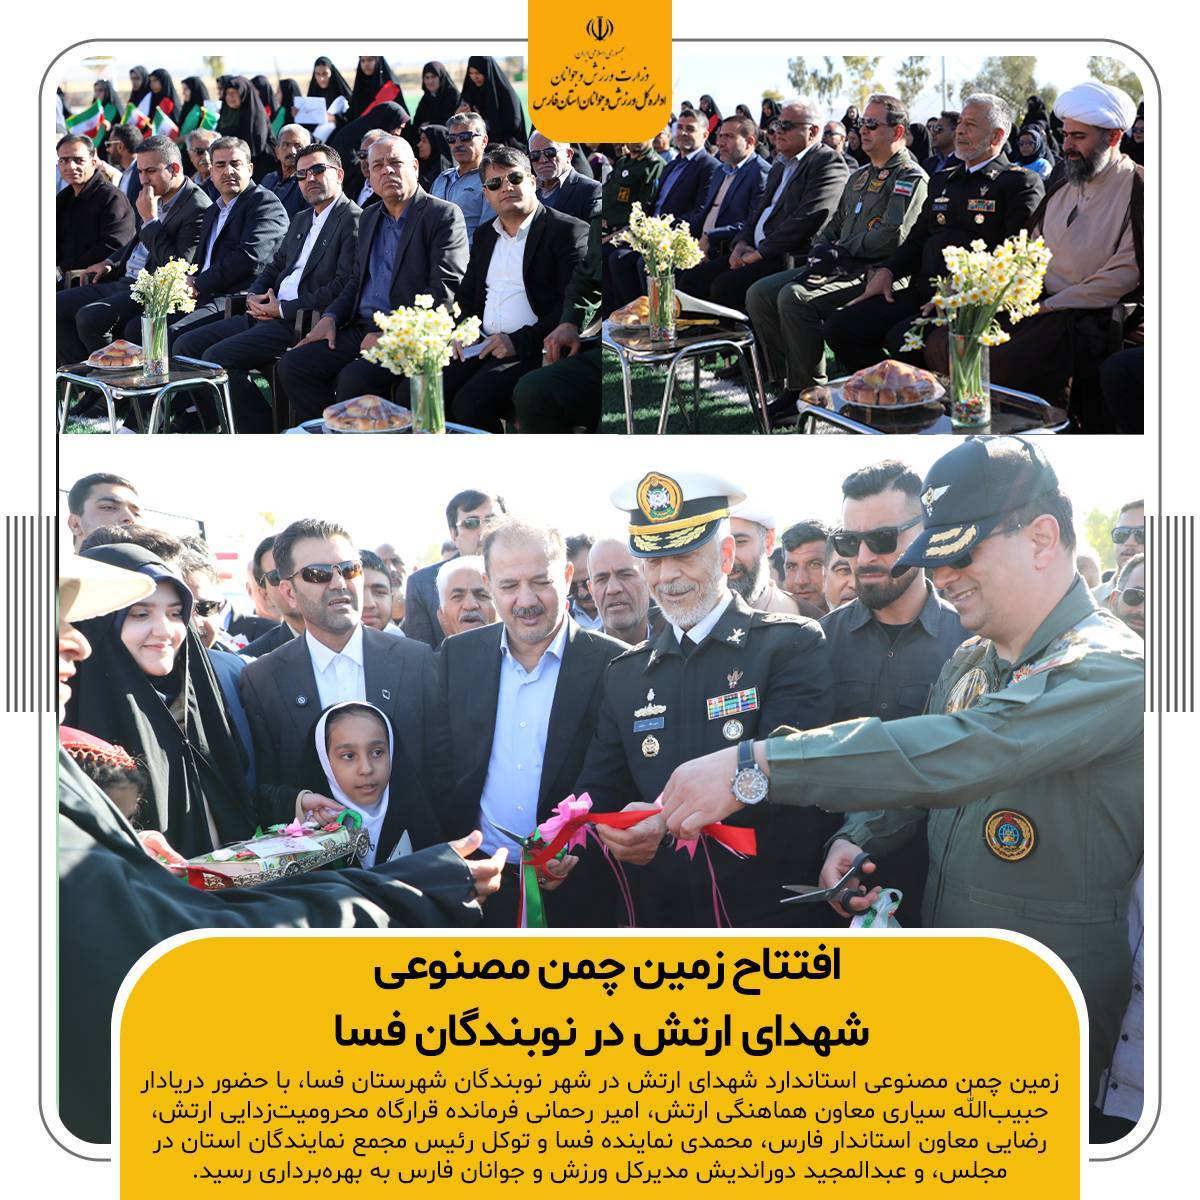 جمهوری اسلامی ایران
وزارت ورزش و جوانان
اداره کل ورزش و جوانان استان فارس
افتتاح زمین چمن مصنوعی
شهدای ارتش در نوبندگان فسا
زمین چمن مصنوعی استاندارد شهدای ارتش در شهر نوبندگان شهرستان فسا، با حضور دریادار
حبیب‌الله سیاری معاون هماهنگی ارتش، امیر رحمانی فرمانده قرارگاه محرومیت‌زدایی ارتش،
رضایی معاون استاندار فارس، محمدی نماینده فسا و توکل رئیس مجمع نمایندگان استان در
مجلس، و عبدالمجید دوراندیش مدیرکل ورزش و جوانان فارس به بهره‌برداری رسید.